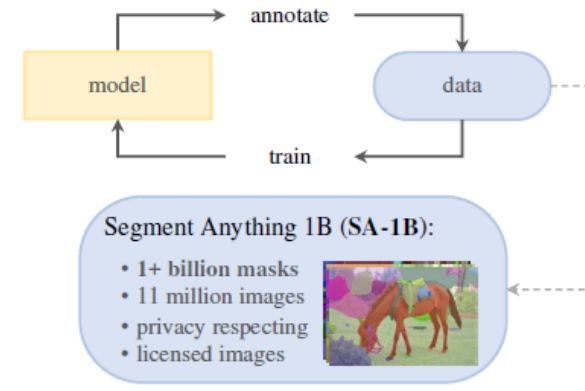 annotate
model
data
train
Segment Anything 1B (SA-1B):
• 1+ billion masks
• 11 million images
• privacy respecting
• licensed images